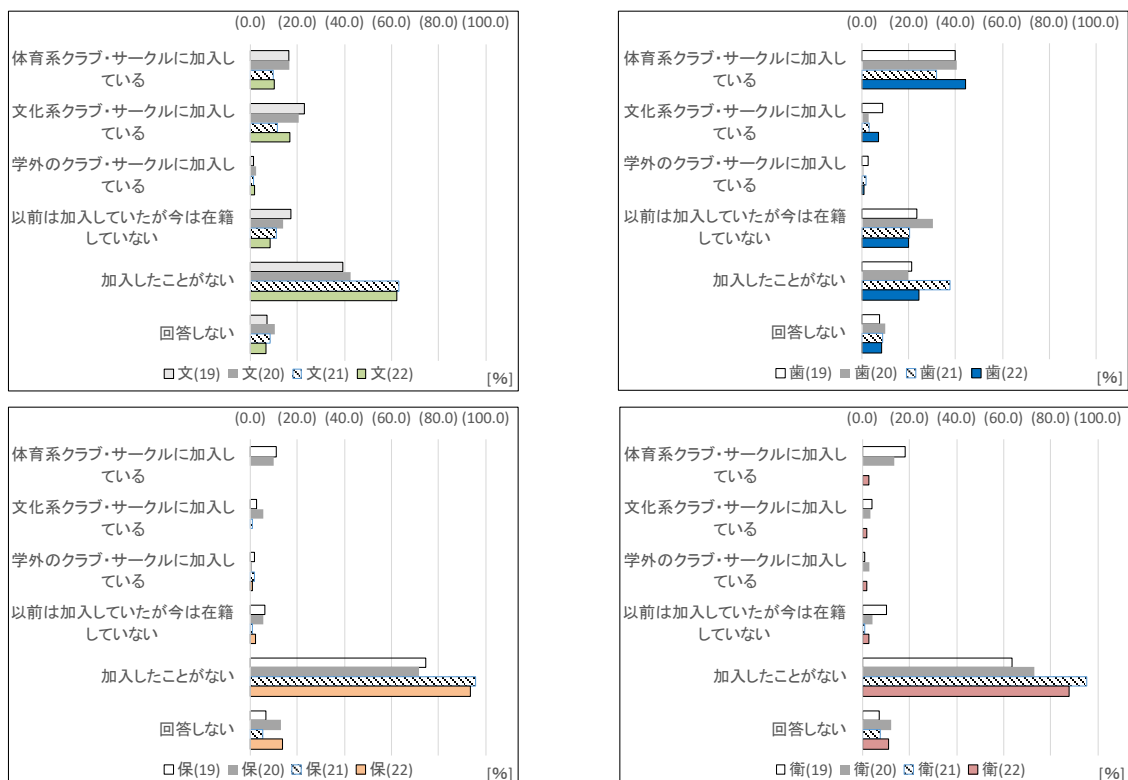 (0.0) (20.0) (40.0) (60.0) (80.0) (100.0)
体育系クラブ・サークルに加入し
ている
文化系クラブ・サークルに加入し
ている
学外のクラブ・サークルに加入し
ている
以前は加入していたが今は在籍
していない
加入したことがない
回答しない
文(19) 文(20) 文(21) 文(22)
[%]
(0.0) (20.0) (40.0) (60.0) (80.0) (100.0)
体育系クラブ・サークルに加入し
ている
文化系クラブ・サークルに加入し
ている
学外のクラブ・サークルに加入し
ている
以前は加入していたが今は在籍
していない
加入したことがない
回答しない
歯(19) 歯(20) 歯(21) 歯(22)
[%]
(0.0) (20.0) (40.0) (60.0) (80.0) (100.0)
体育系クラブ・サークルに加入し
ている
文化系クラブ・サークルに加入し
ている
学外のクラブ・サークルに加入し
ている
以前は加入していたが今は在籍
していない
加入したことがない
回答しない
保(19) 保(20) 保(21) 保(22)
[%]
(0.0) (20.0) (40.0) (60.0) (80.0) (100.0)
体育系クラブ・サークルに加入し
ている
文化系クラブ・サークルに加入し
ている
学外のクラブ・サークルに加入し
ている
以前は加入していたが今は在籍
していない
加入したことがない
回答しない
衛(19) 衛(20) 衛(21) 衛(22)
[%]